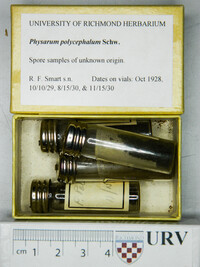 UNIVERSITY OF RICHMOND HERBARIUM
Physarum polycephalum Schw.
Spore samples of unknown origin.
R. F. Smart s.n. Dates on vials: Oct 1928,
10/10/29, 8/15/30, & 11/15/30
cm 1 2 3 4
URV